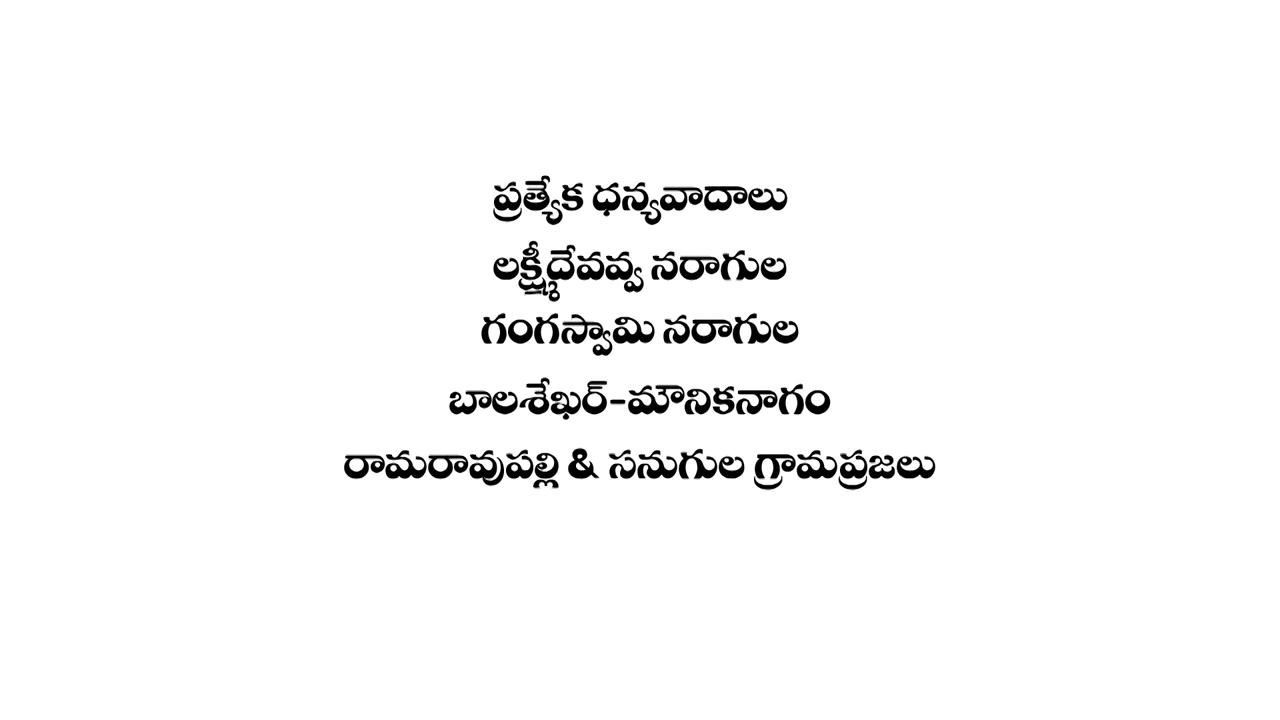 ప్రత్యేక ధన్యవాదాలు
లక్ష్మీదేవవ్వ నరాగుల
గంగస్వామి నరాగుల
బాలశేఖర్-మౌనికనాగం
రామరావుపల్లి & సనుగుల గ్రామప్రజలు